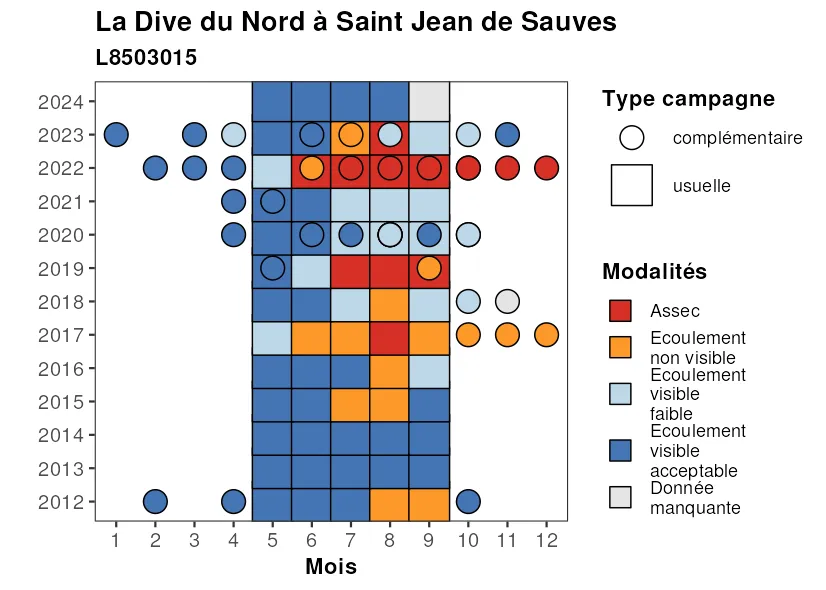 La Dive du Nord à Saint Jean de Sauves
L8503015
2024
2023
2022
2021
2020
2019
2018
2017
2016
2015
2014
2013
2012
1 2 3 4 5 6 7 8 9 10 11 12
Mois
Type campagne
complémentaire
usuelle
Modalités
Assec
Ecoulement
non visible
Ecoulement
visible
faible
Ecoulement
visible
acceptable
Donnée
manquante